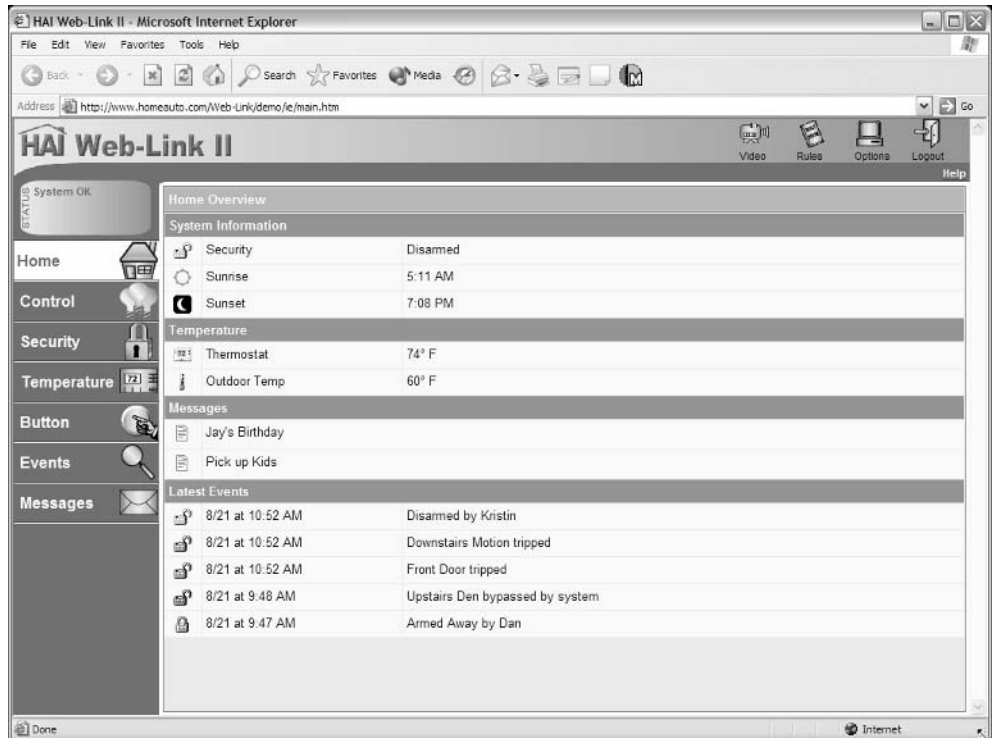 HAI Web-Link II - Microsoft Internet Explorer
File Edit View Favorites Tools Help
Back Search Favorites Media
Address http://www.homeauto.com/Web-Link/demo/ie/main.htm Go
HAI Web-Link II
Video Rules Options Logout
Help
STATUS System OK
Home
Control
Security
Temperature
72
Button
Events
Messages
Home Overview
System Information
Security Disarmed
Sunrise 5:11 AM
Sunset 7:08 PM
Temperature
Thermostat 74° F
Outdoor Temp 60° F
Messages
Jay's Birthday
Pick up Kids
Latest Events
8/21 at 10:52 AM Disarmed by Kristin
8/21 at 10:52 AM Downstairs Motion tripped
8/21 at 10:52 AM Front Door tripped
8/21 at 9:48 AM Upstairs Den bypassed by system
8/21 at 9:47 AM Armed Away by Dan
Done Internet